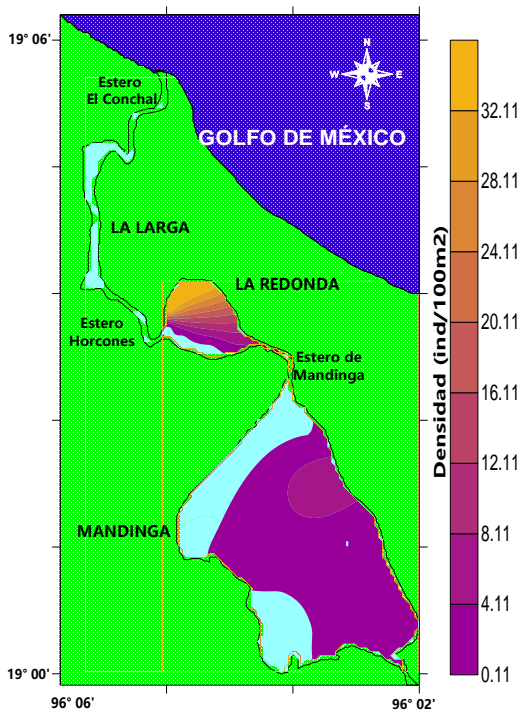 19° 06'
N
W
E
S
Estero
El Conchal
GOLFO DE MÉXICO
LA LARGA
LA REDONDA
Estero
Horcones
Estero de
Mandinga
MANDINGA
19° 00'
96° 06'
96° 02'
Densidad (ind/100m2)
32.11
28.11
24.11
20.11
16.11
12.11
8.11
4.11
0.11